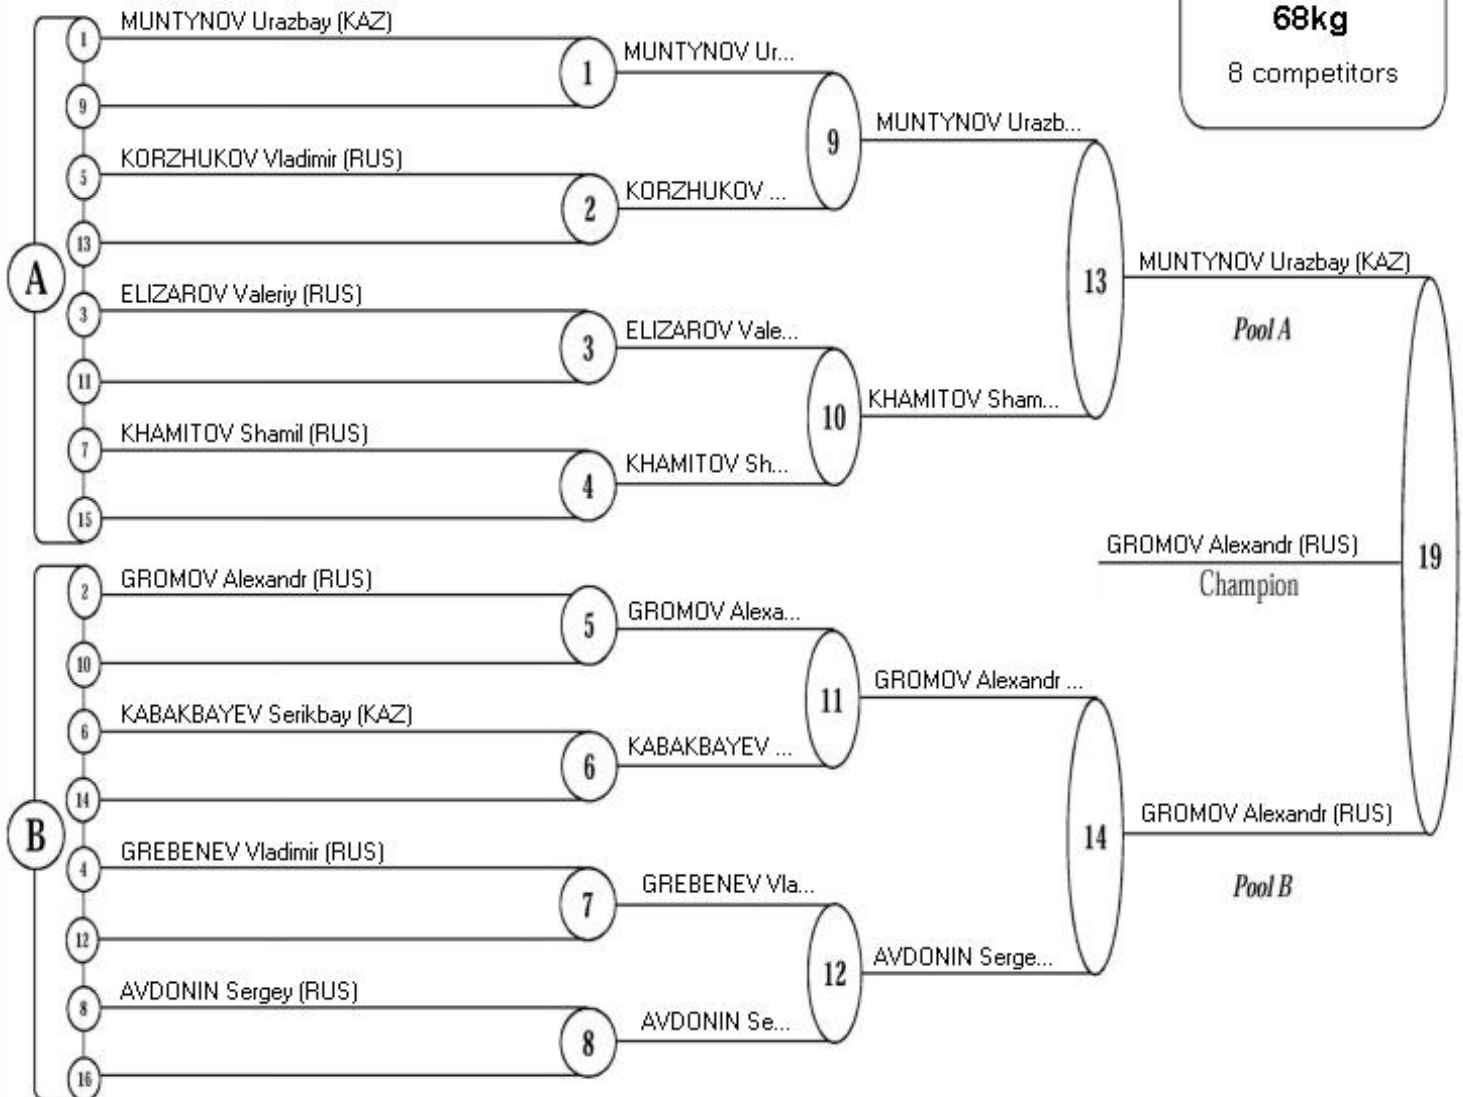 68kg
8 competitors
A
1
MUNTYNOV Urazbay (KAZ)
9
1
MUNTYNOV Ur...
5
KORZHUKOV Vladimir (RUS)
13
2
KORZHUKOV ...
9
MUNTYNOV Urazb...
3
ELIZAROV Valeriy (RUS)
11
3
ELIZAROV Vale...
7
KHAMITOV Shamil (RUS)
15
4
KHAMITOV Sh...
10
KHAMITOV Sham...
13
MUNTYNOV Urazbay (KAZ)
Pool A
B
2
GROMOV Alexandr (RUS)
10
5
GROMOV Alexa...
6
KABAKBAYEV Serikbay (KAZ)
14
6
KABAKBAYEV ...
11
GROMOV Alexandr ...
4
GREBENEV Vladimir (RUS)
12
7
GREBENEV Vla...
8
AVDONIN Sergey (RUS)
16
8
AVDONIN Se...
12
AVDONIN Serge...
14
GROMOV Alexandr (RUS)
Pool B
19
GROMOV Alexandr (RUS)
Champion